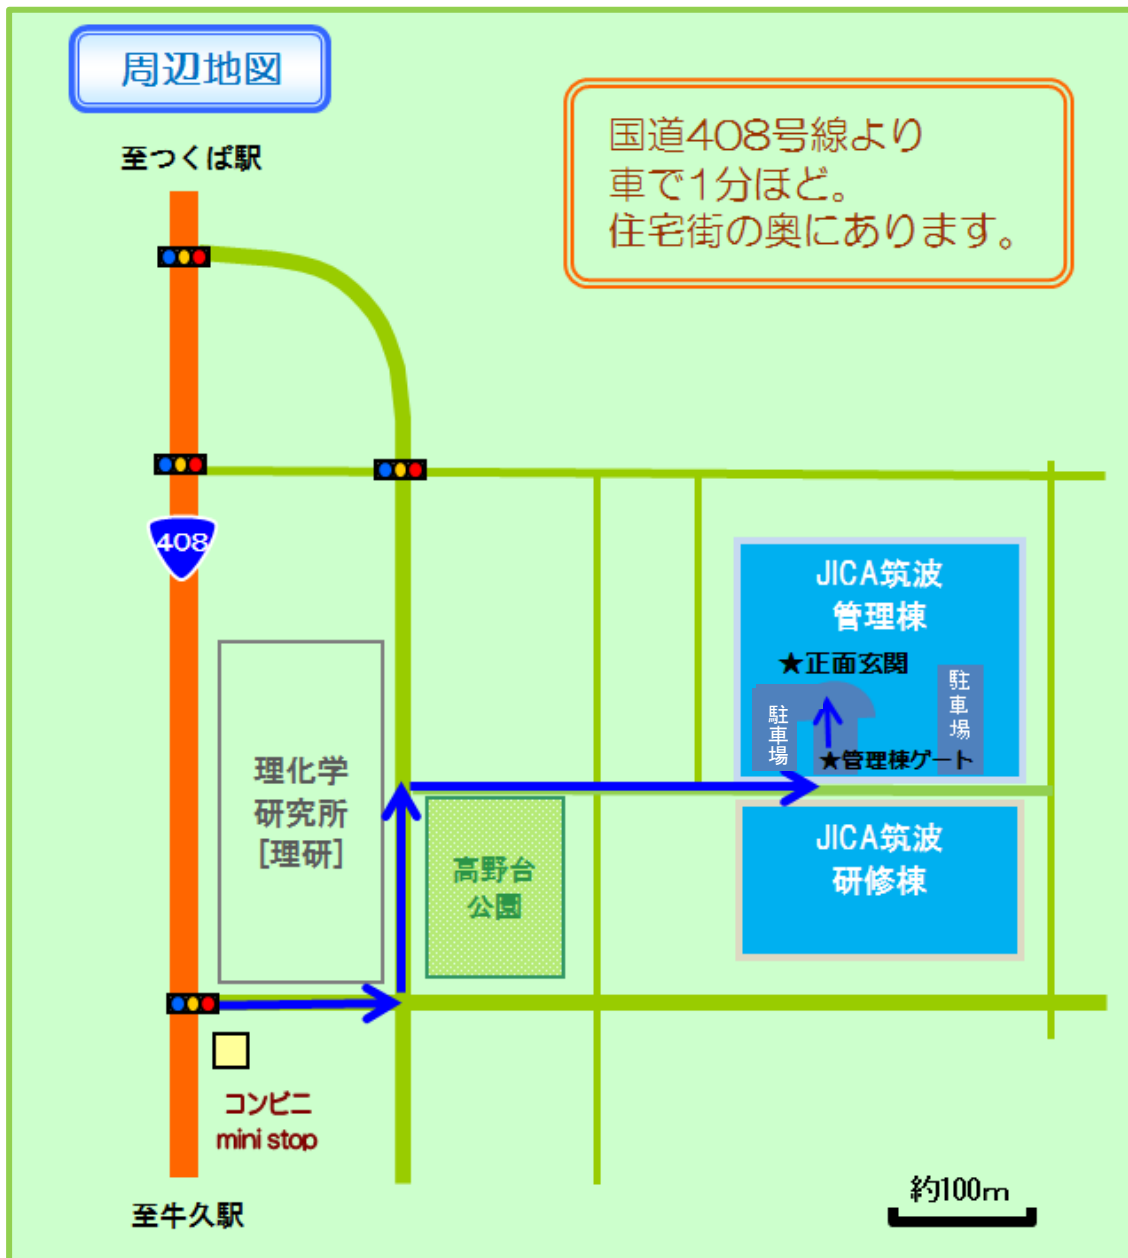 周辺地図
国道408号線より
車で1分ほど。
住宅街の奥にあります。
至つくば駅
408
JICA筑波
管理棟
★正面玄関
駐車場
駐車場
★管理棟ゲート
理化学
研究所
[理研]
高野台
公園
JICA筑波
研修棟
コンビニ
mini stop
至牛久駅
約100m